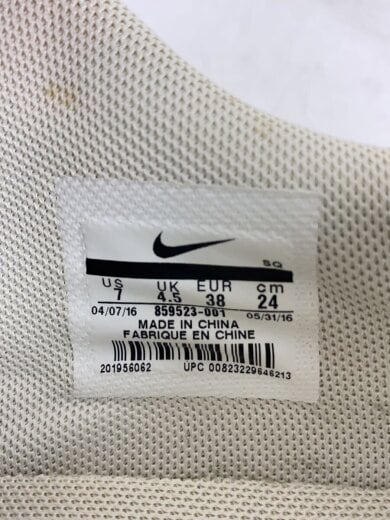 SQ
US UK EUR cm
7 4.5 38 24
04/07/16 859523-001 05/31/16
MADE IN CHINA
FABRIQUE EN CHINE
201956062 UPC 00823229646213